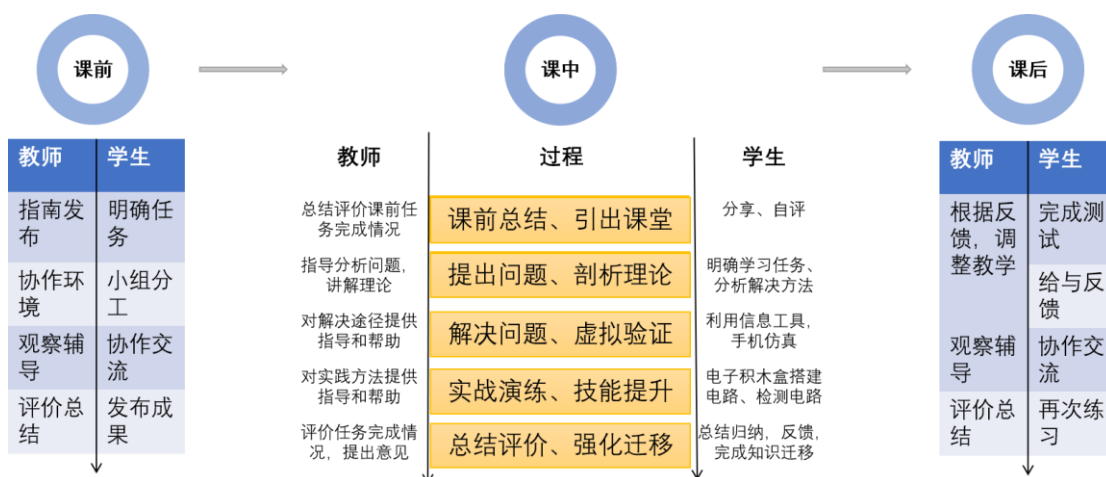 课前
课中
课后
教师
学生
指南发
布
明确任
务
协作环
境
小组分
工
观察辅
导
协作交
流
评价总
结
发布成
果
教师
过程
学生
总结评价课前任
务完成情况
课前总结、引出课堂
分享、自评
指导分析问题，
讲解理论
提出问题、剖析理论
明确学习任务、
分析解决方法
对解决途径提供
指导和帮助
解决问题、虚拟验证
利用信息工具，
手机仿真
对实践方法提供
指导和帮助
实战演练、技能提升
电子积木盒搭建
电路、检测电路
评价任务完成情
况，提出意见
总结评价、强化迁移
总结归纳，反馈，
完成知识迁移
教师
学生
根据反
馈，调
整教学
完成测
试
给与反
馈
观察辅
导
协作交
流
评价总
结
再次练
习